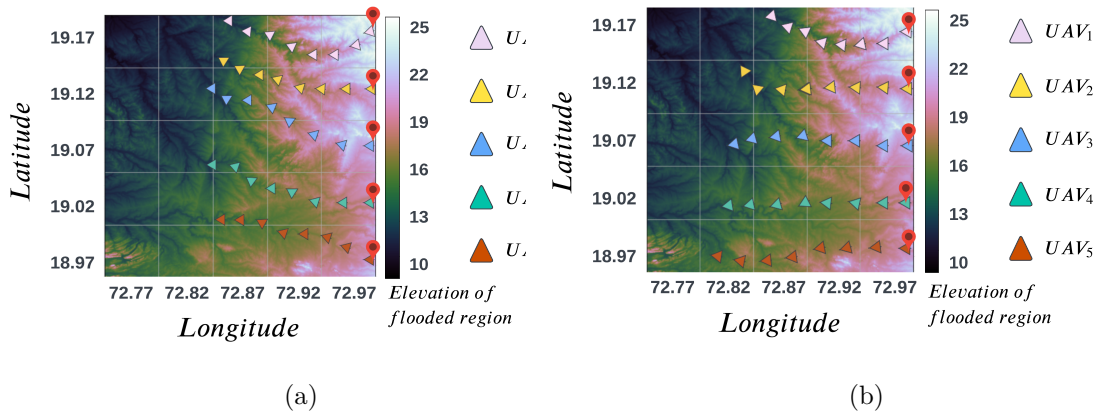 19.17
19.12
19.07
19.02
18.97
Latitude
72.77 72.82 72.87 72.92 72.97
Longitude
25
22
19
16
13
10
Elevation of
flooded region
(a)
19.17
19.12
19.07
19.02
18.97
Latitude
72.77 72.82 72.87 72.92 72.97
Longitude
25
22
19
16
13
10
Elevation of
flooded region
UAV1
UAV2
UAV3
UAV4
UAV5
(b)